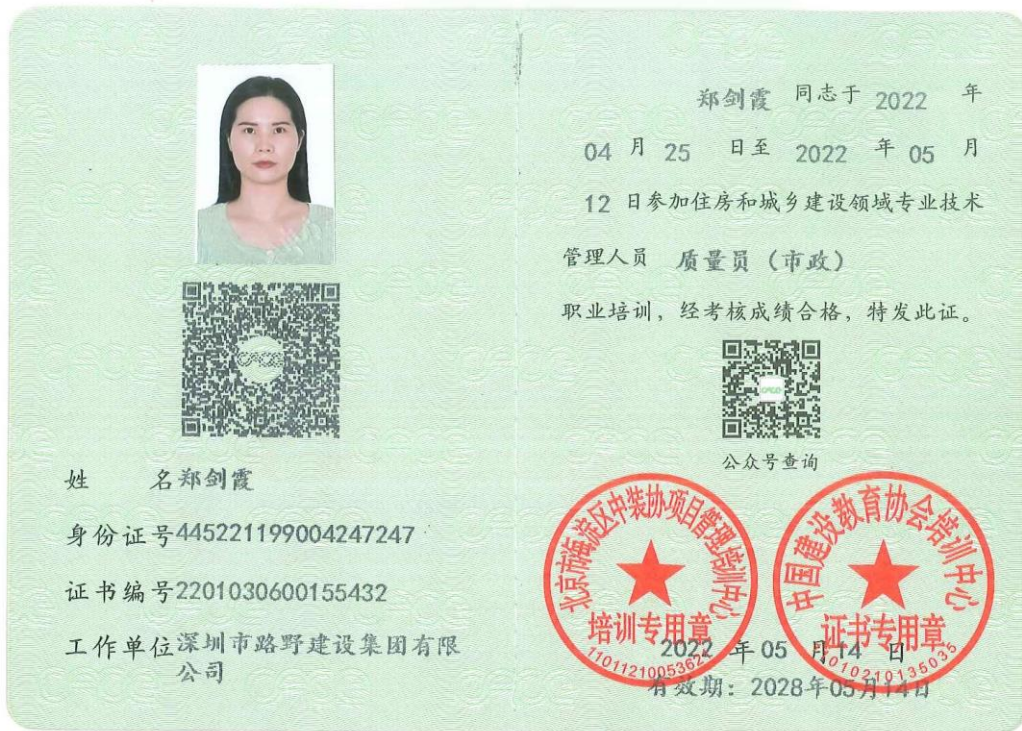 姓 名郑剑霞
身份证号445221199004247247
证书编号2201030600155432
工作单位深圳市路野建设集团有限
公司
郑剑霞 同志于 2022 年
04 月 25 日至 2022 年 05 月
12 日参加住房和城乡建设领域专业技术
管理人员 质量员（市政）
职业培训，经考核成绩合格，特发此证。
公众号查询
北京市海淀区中装协项目管理培训中心
培训专用章
中国建设教育协会培训中心
证书专用章
11010210135035
2022 年 05 月 14 日
有效期：2028年05月14日